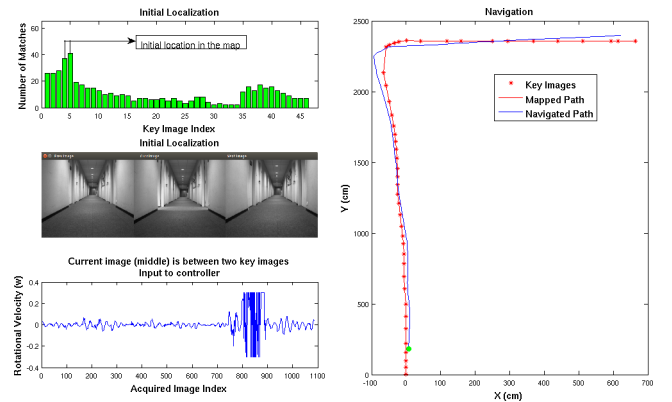 Initial Localization
Number of Matches
60
40
20
0
Initial location in the map
0 5 10 15 20 25 30 35 40 45
Key Image Index
Initial Localization
Current image (middle) is between two key images
Input to controller
Rotational Velocity (w)
0.4
0.2
0
-0.2
-0.4
0 100 200 300 400 500 600 700 800 900 1000 1100
Acquired Image Index
Navigation
Y (cm)
2500
2000
1500
1000
500
0
Key Images
Mapped Path
Navigated Path
-100 0 100 200 300 400 500 600 700
X (cm)